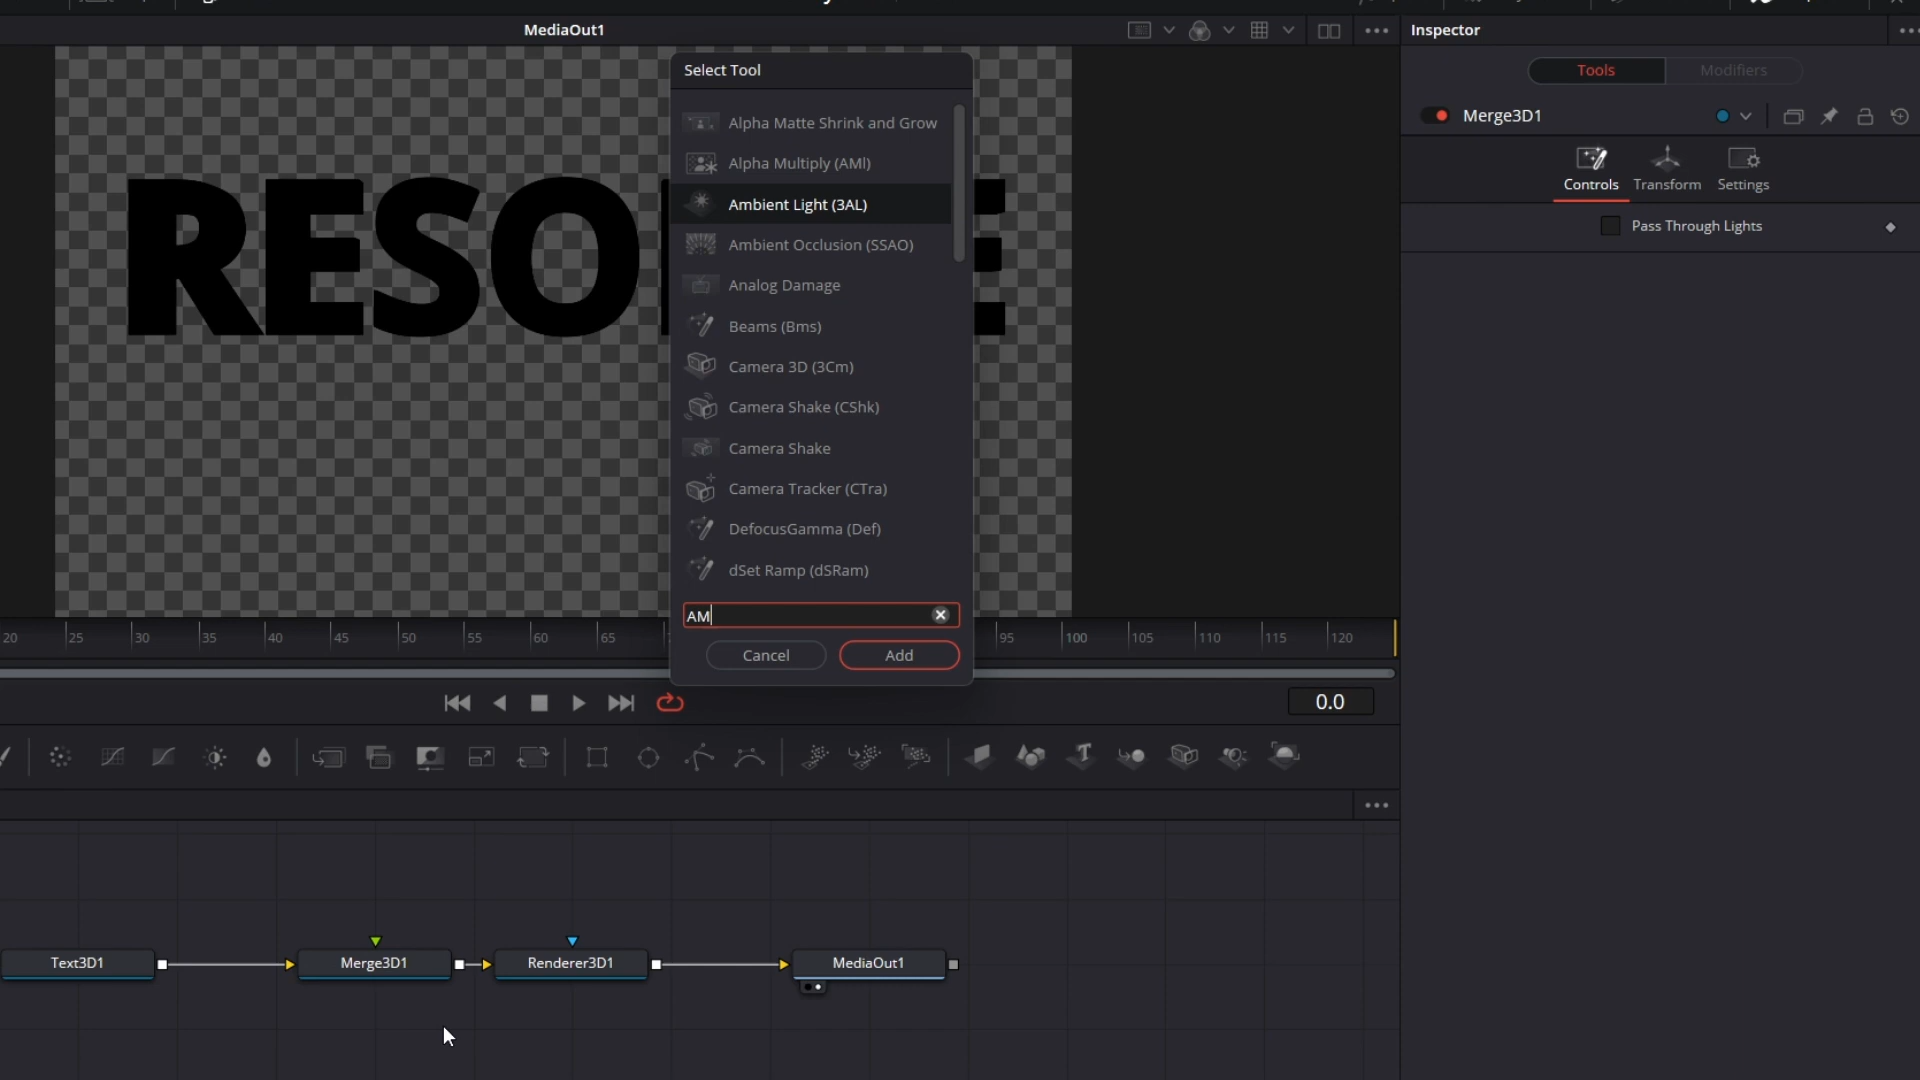 MediaOut1
Inspector
Select Tool
Tools
Modifiers
Merge3D1
Alpha Matte Shrink and Grow
Alpha Multiply (AMl)
Ambient Light (3AL)
Ambient Occlusion (SSAO)
Analog Damage
Beams (Bms)
Camera 3D (3Cm)
Camera Shake (CShk)
Camera Shake
Camera Tracker (CTra)
DefocusGamma (Def)
dSet Ramp (dSRam)
Controls
Transform
Settings
Pass Through Lights
RESO
E
AM
Cancel
Add
20 25 30 35 40 45 50 55 60 65 95 100 105 110 115 120
0.0
Text3D1
Merge3D1
Renderer3D1
MediaOut1